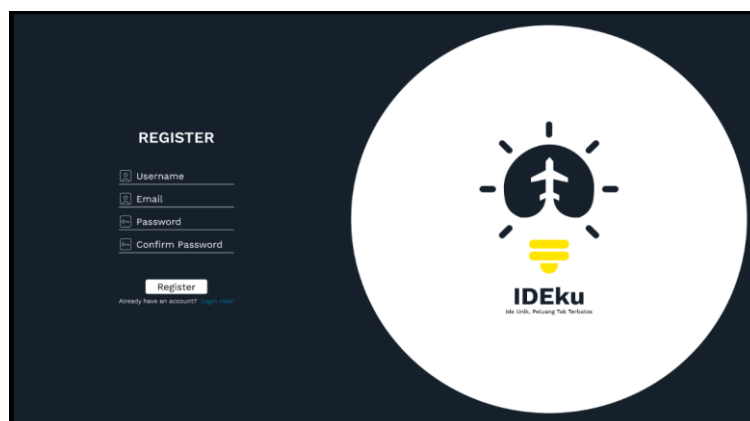 REGISTER
Username
Email
Password
Confirm Password
Register
Already have an account? Login now!
IDEku
Ide Unik, Peluang Tak Terbatas